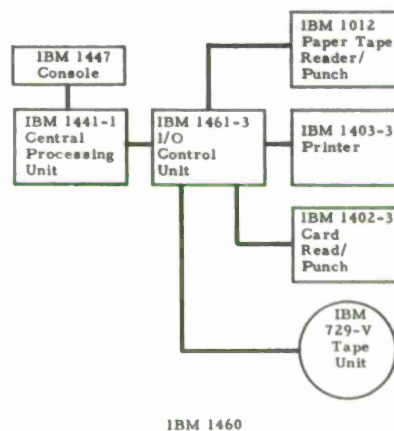 IBM 1447
Console
IBM 1441-1
Central
Processing
Unit
IBM 1461-3
I/O
Control
Unit
IBM 1012
Paper Tape
Reader/
Punch
IBM 1403-3
Printer
IBM 1402-3
Card
Read/
Punch
IBM
729-V
Tape
Unit
IBM 1460